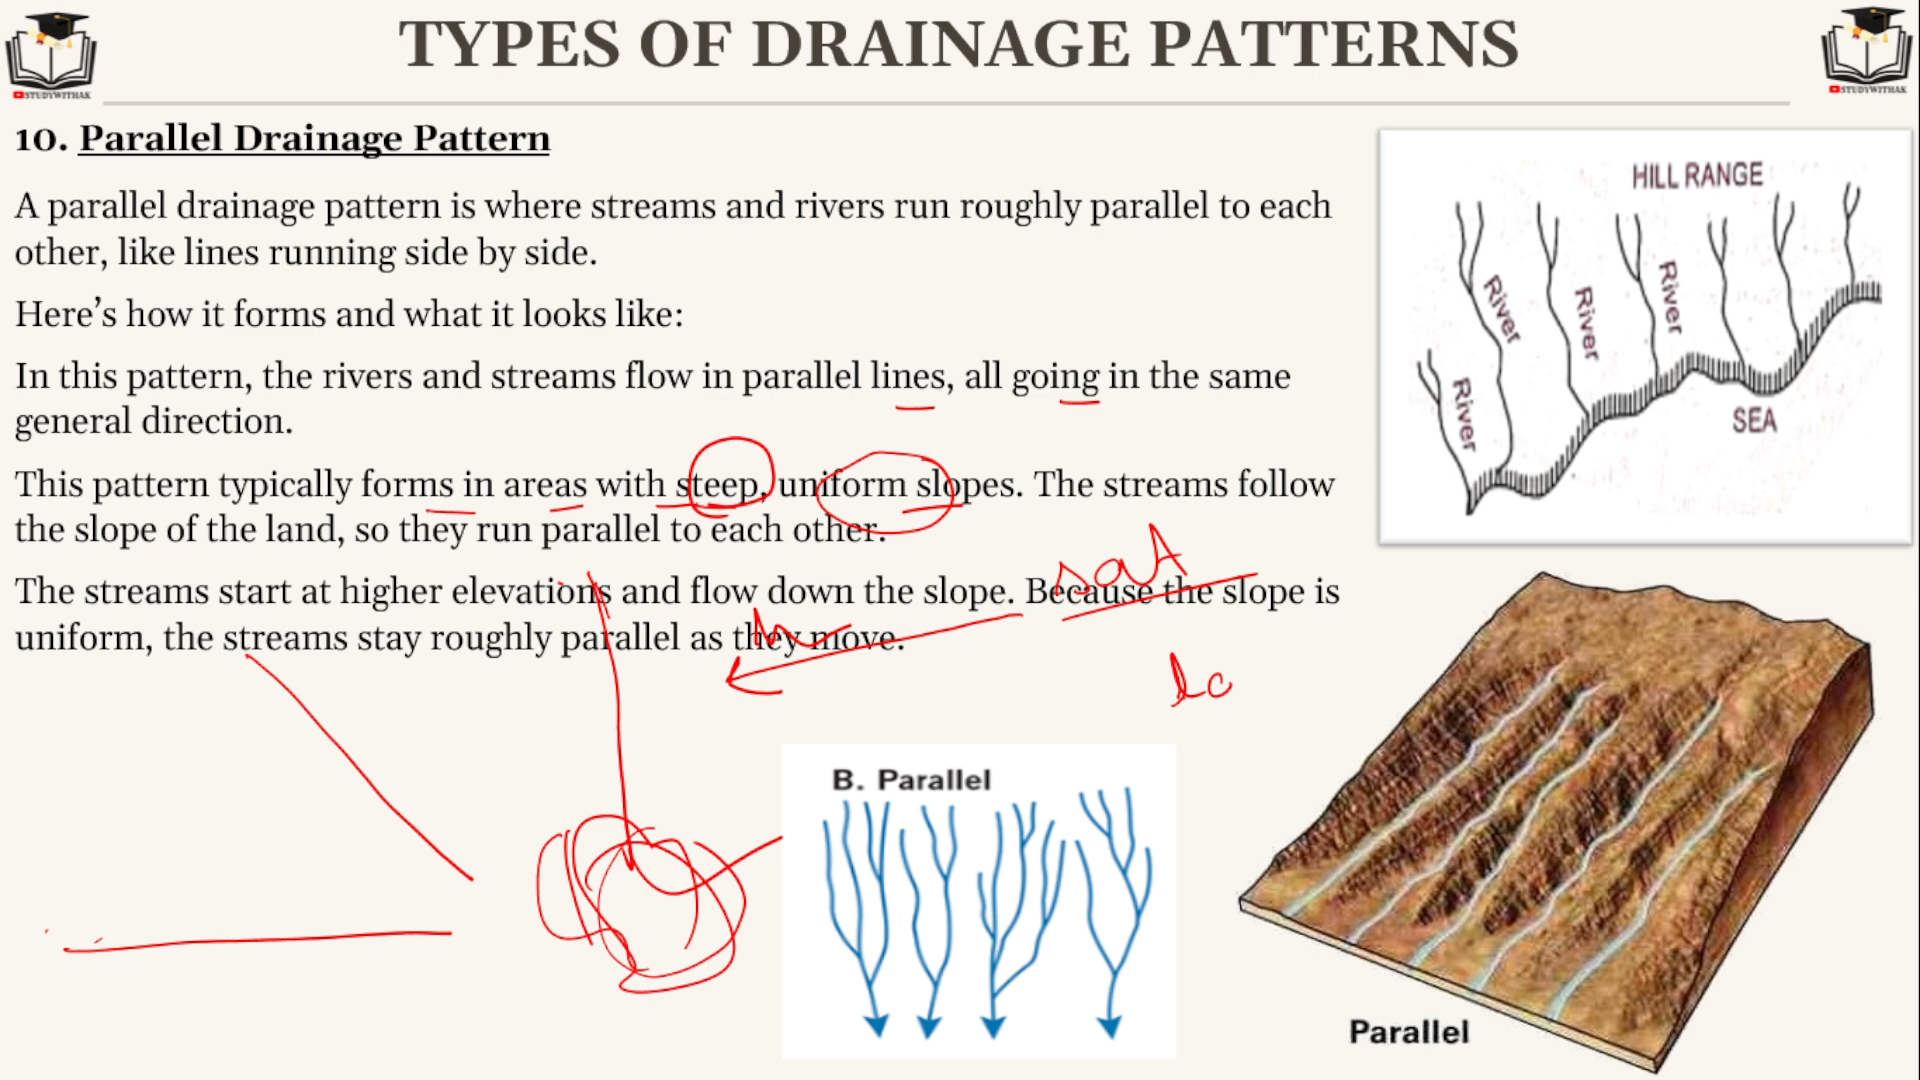 TYPES OF DRAINAGE PATTERNS
STUDYWITHAK
STUDYWITHAK
10. Parallel Drainage Pattern
A parallel drainage pattern is where streams and rivers run roughly parallel to each
other, like lines running side by side.
Here’s how it forms and what it looks like:
In this pattern, the rivers and streams flow in parallel lines, all going in the same
general direction.
This pattern typically forms in areas with steep, uniform slopes. The streams follow
the slope of the land, so they run parallel to each other.
The streams start at higher elevations and flow down the slope. Because the slope is
uniform, the streams stay roughly parallel as they move.
HILL RANGE
River
River
River
River
SEA
B. Parallel
Parallel